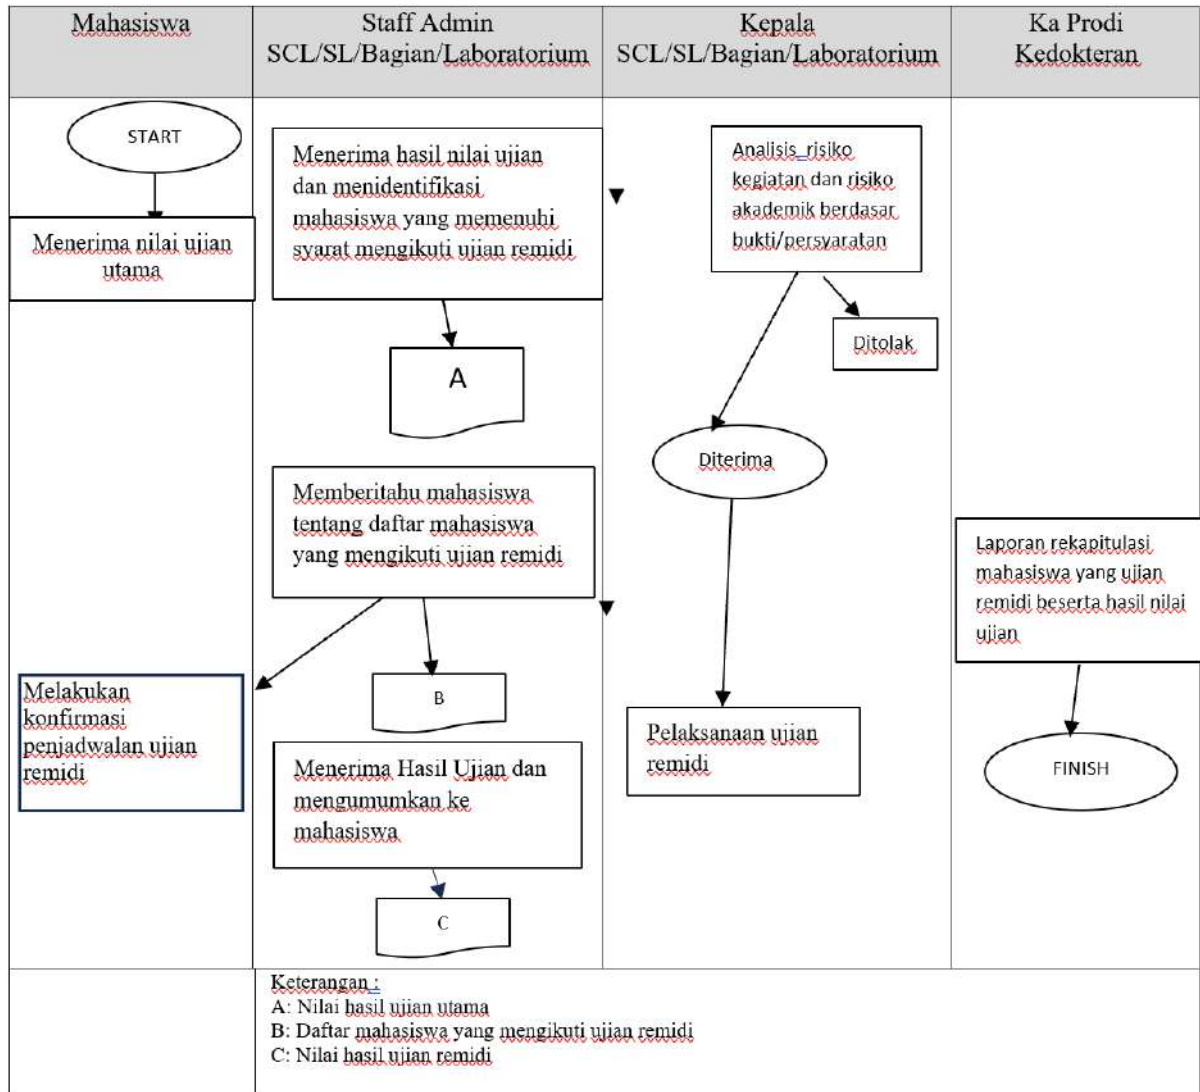 Mahasiswa
Staff Admin
SCL/SL/Bagian/Laboratorium
Kepala
SCL/SL/Bagian/Laboratorium
Ka Prodi
Kedokteran
START
Menerima nilai ujian
utama
Menerima hasil nilai ujian
dan menidentifikasi
mahasiswa yang memenuhi
syarat mengikuti ujian remidi
A
Memberitahu mahasiswa
tentang daftar mahasiswa
yang mengikuti ujian remidi
Melakukan
konfirmasi
penjadwalan ujian
remidi
B
Menerima Hasil Ujian dan
mengumumkan ke
mahasiswa
C
Analisis risiko
kegiatan dan risiko
akademik berdasar
bukti/persyaratan
Ditolak
Diterima
Pelaksanaan ujian
remidi
Laporan rekapitulasi
mahasiswa yang ujian
remidi beserta hasil nilai
ujian
FINISH
Keterangan :
A: Nilai hasil ujian utama
B: Daftar mahasiswa yang mengikuti ujian remidi
C: Nilai hasil ujian remidi